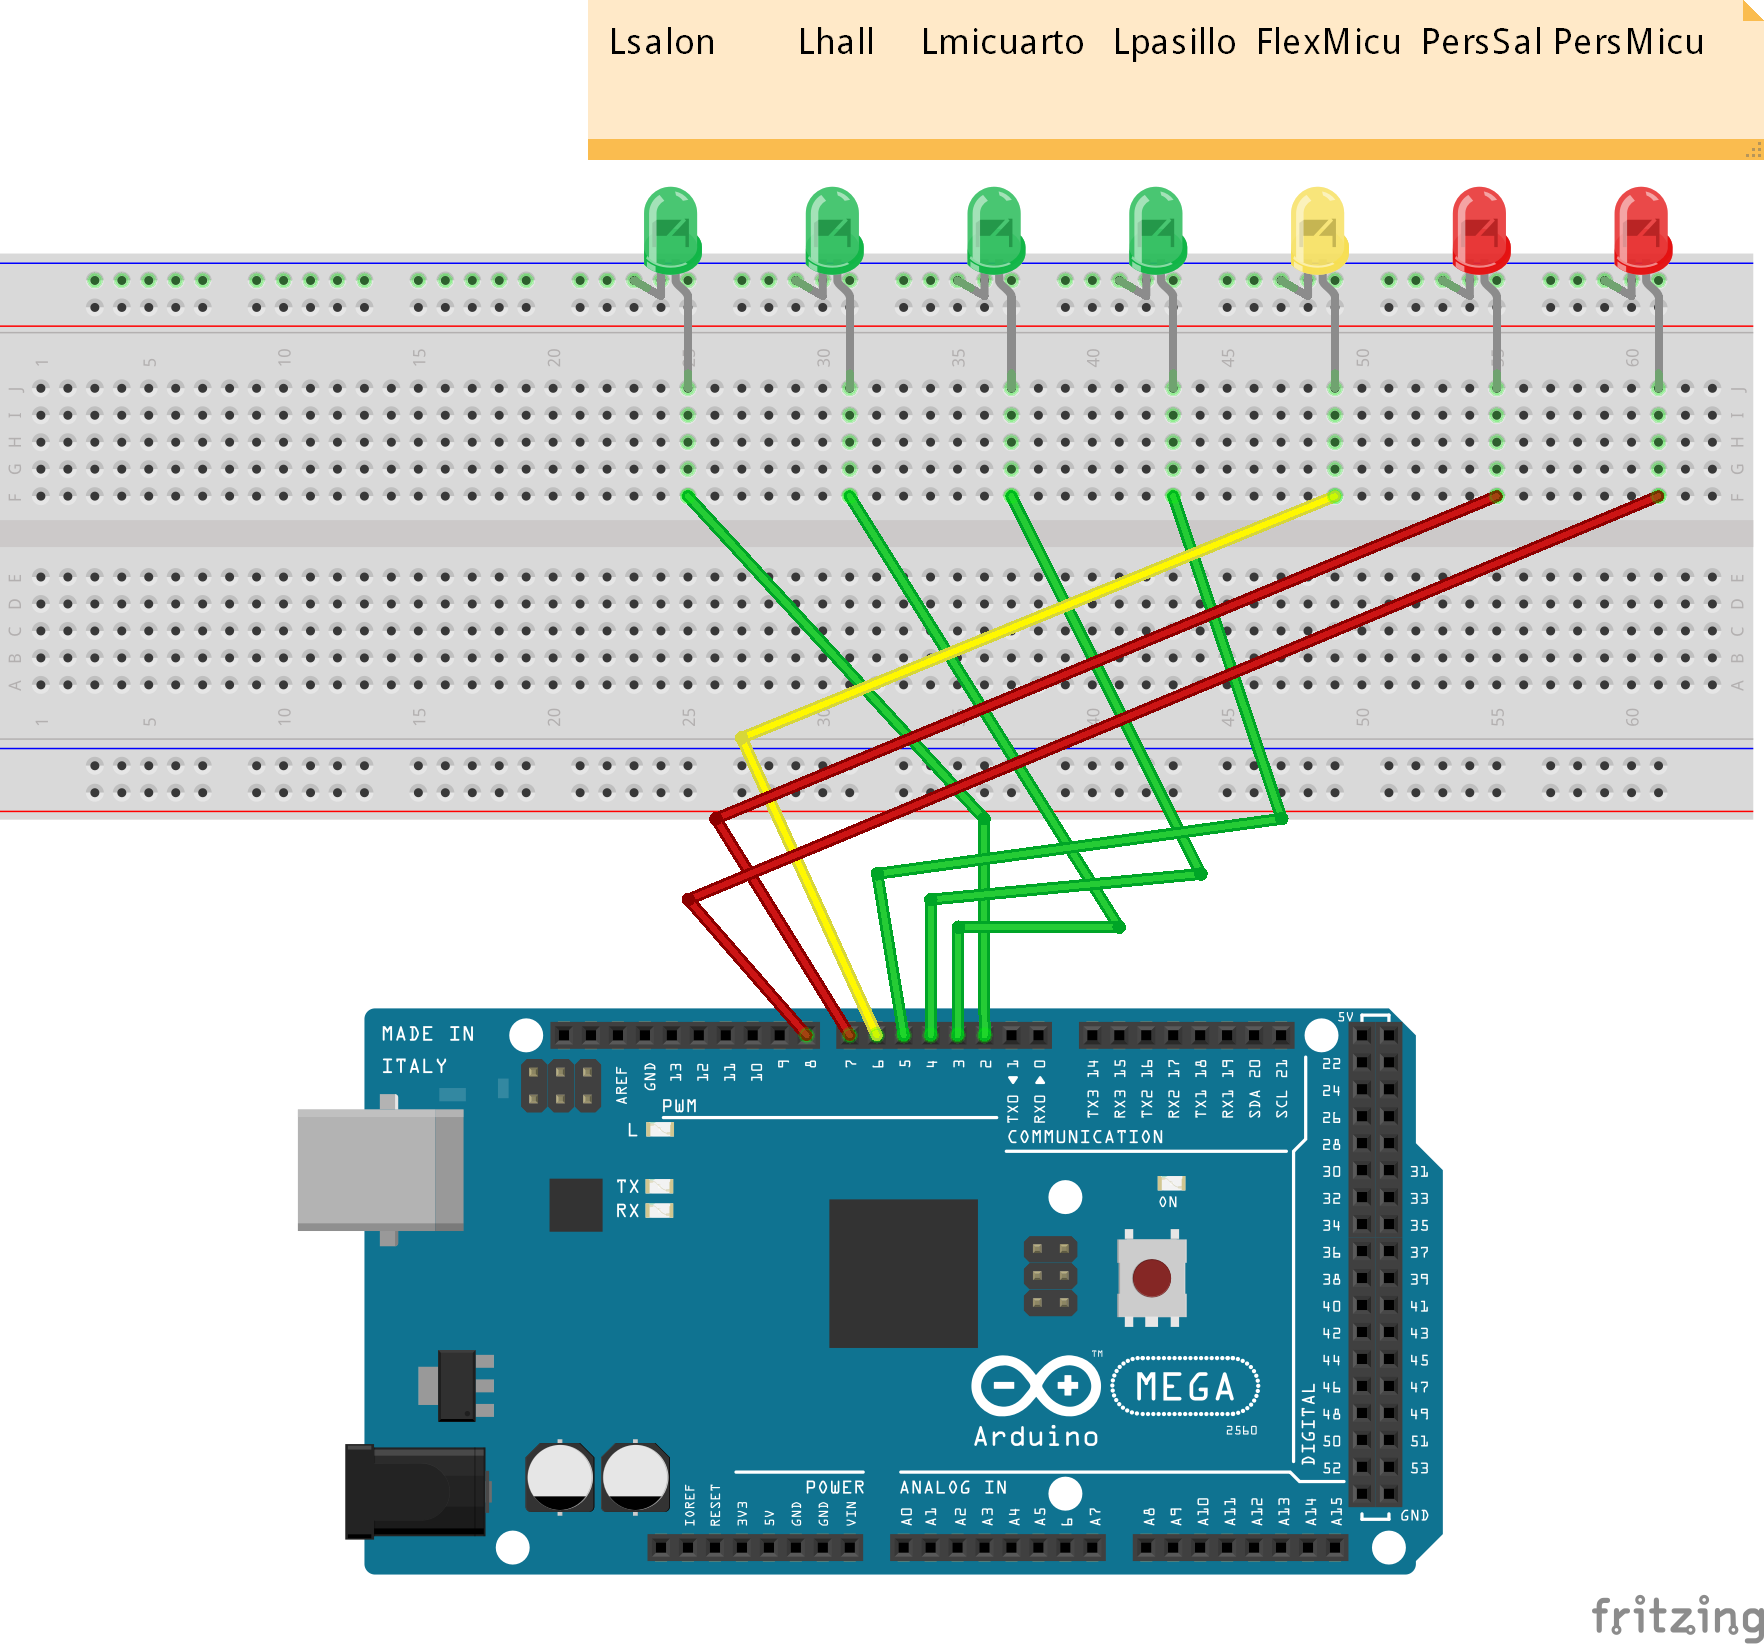 Lsalon Lhall Lmicuarto Lpasillo FlexMicu PersSal PersMicu
1 5 10 15 20 25 30 35 40 45 50 55 60
J J
I I
H H
G G
F F
E E
D D
C C
B B
A A
1 5 10 15 20 25 30 35 40 45 50 55 60
MADE IN
ITALY
AREF GND 13 12 11 10 9 8 7 6 5 4 3 2 1 0
TX0 RX0
TX3 14 RX3 15 TX2 16 RX2 17 TX1 18 RX1 19 SDA 20 SCL 21
PWM
COMMUNICATION
L
TX
RX
ON
5V
22
24
26
28
30 31
32 33
34 35
36 37
38 39
40 41
42 43
44 45
46 47
48 49
50 51
52 53
GND
DIGITAL
TM
MEGA
2560
Arduino
POWER
ANALOG IN
IOREF RESET 3V3 5V GND GND VIN
A0 A1 A2 A3 A4 A5 6 A7
A8 A9 A10 A11 A12 A13 A14 A15
fritzing